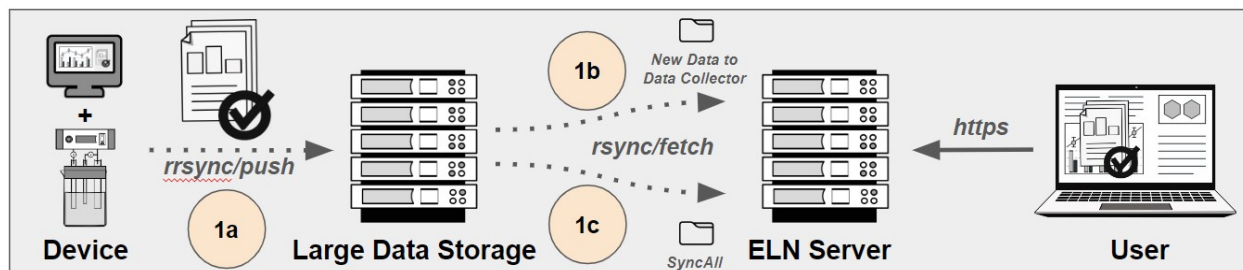 1b
New Data to
Data Collector
+
https
rsync/fetch
rrsync/push
1a
1c
Device
Large Data Storage
SyncAll
ELN Server
User